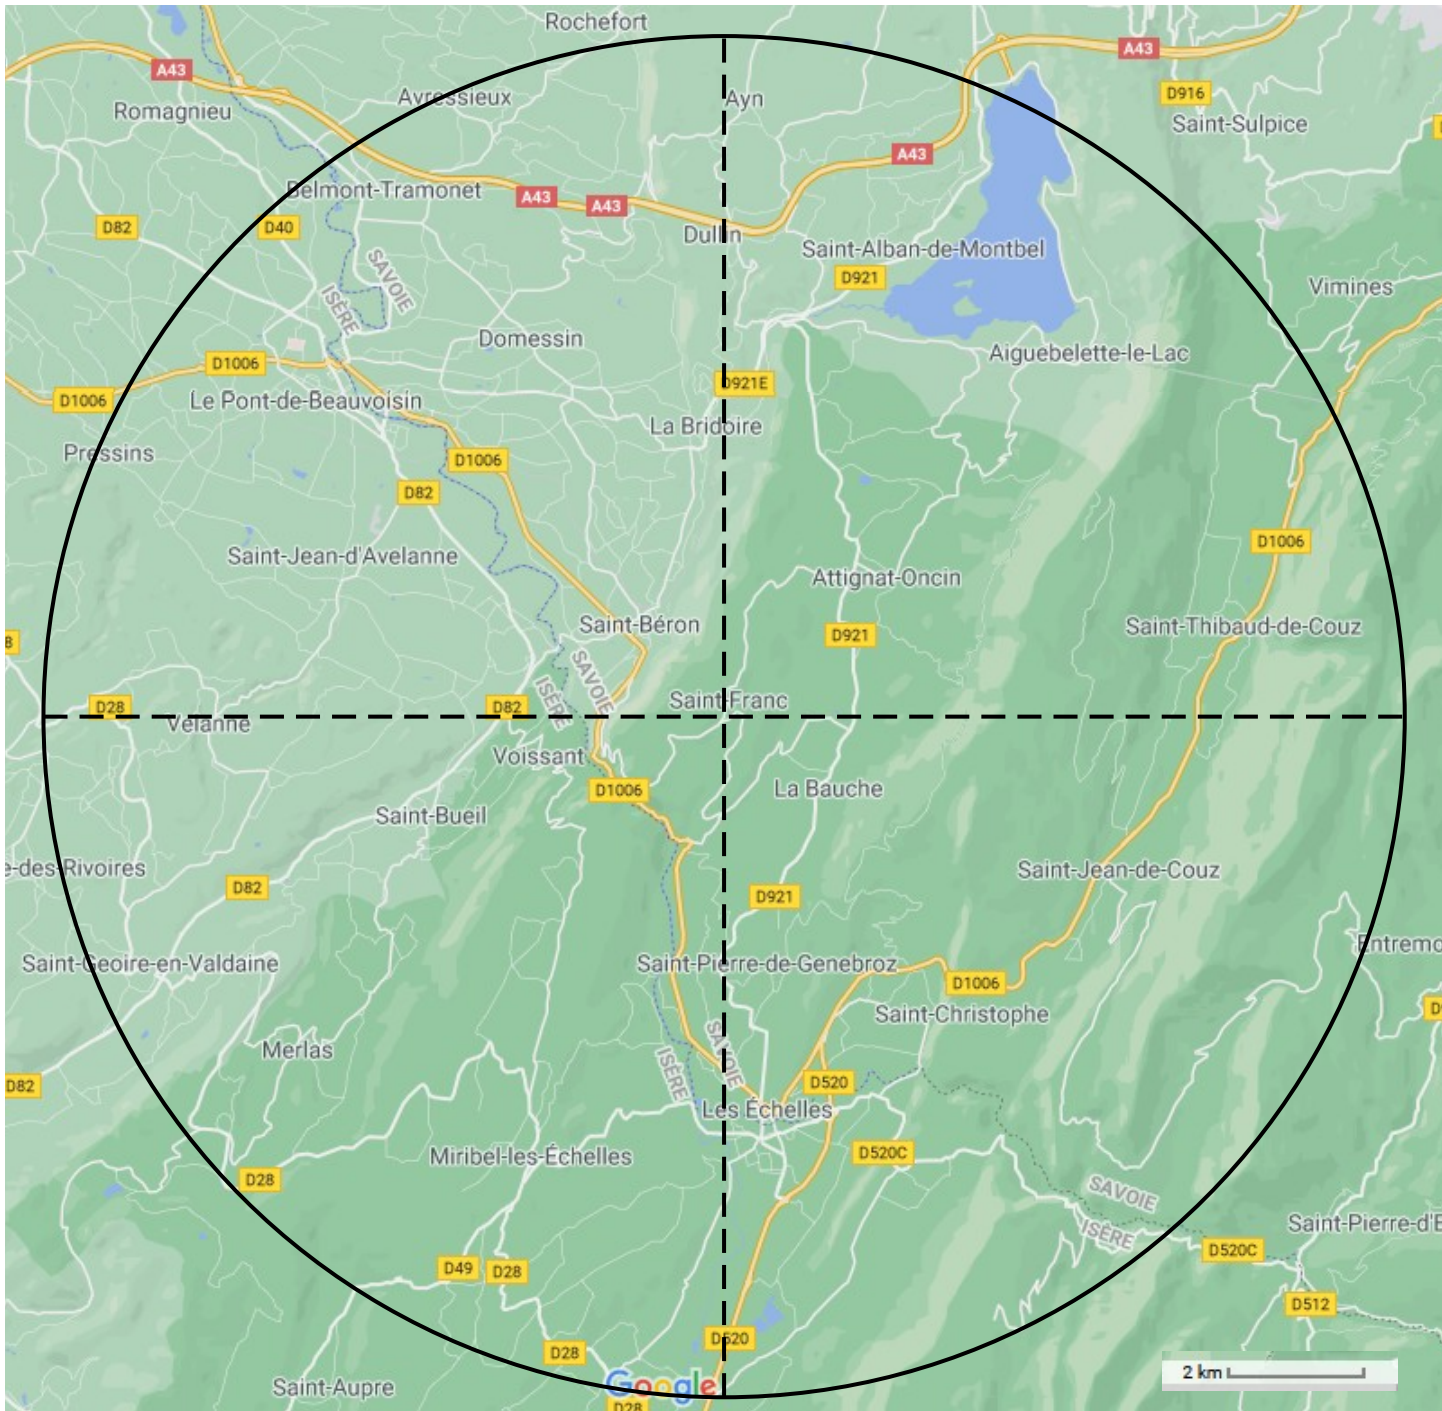 Rochefort
A43
A43
Avressieux
Ayn
D916
Romagnieu
Saint-Sulpice
A43
Belmont-Tramonet
A43
A43
D82
D40
Dullin
Saint-Alban-de-Montbel
SAVOIE
D921
Vimines
ISÈRE
Domessin
Aiguebelette-le-Lac
D1006
D921E
D1006
Le Pont-de-Beauvoisin
La Bridoire
Pressins
D1006
D82
D1006
Saint-Jean-d'Avelanne
Attignat-Oncin
Saint-Béron
Saint-Thibaud-de-Couz
8
D921
SAVOIE
ISÈRE
Saint-Franc
D28
D82
Velanne
Voissant
D1006
La Bauche
Saint-Bueil
e-des-Rivoires
Saint-Jean-de-Couz
D82
D921
Entremo
Saint-Geoire-en-Valdaine
Saint-Pierre-de-Genebroz
D1006
D
Saint-Christophe
Merlas
SAVOIE
ISÈRE
D82
D520
Les Échelles
Miribel-les-Échelles
D520C
D28
SAVOIE
ISÈRE
Saint-Pierre-d'E
D520C
D49
D28
D512
D520
D28
2 km
Saint-Aupre
Google
D28